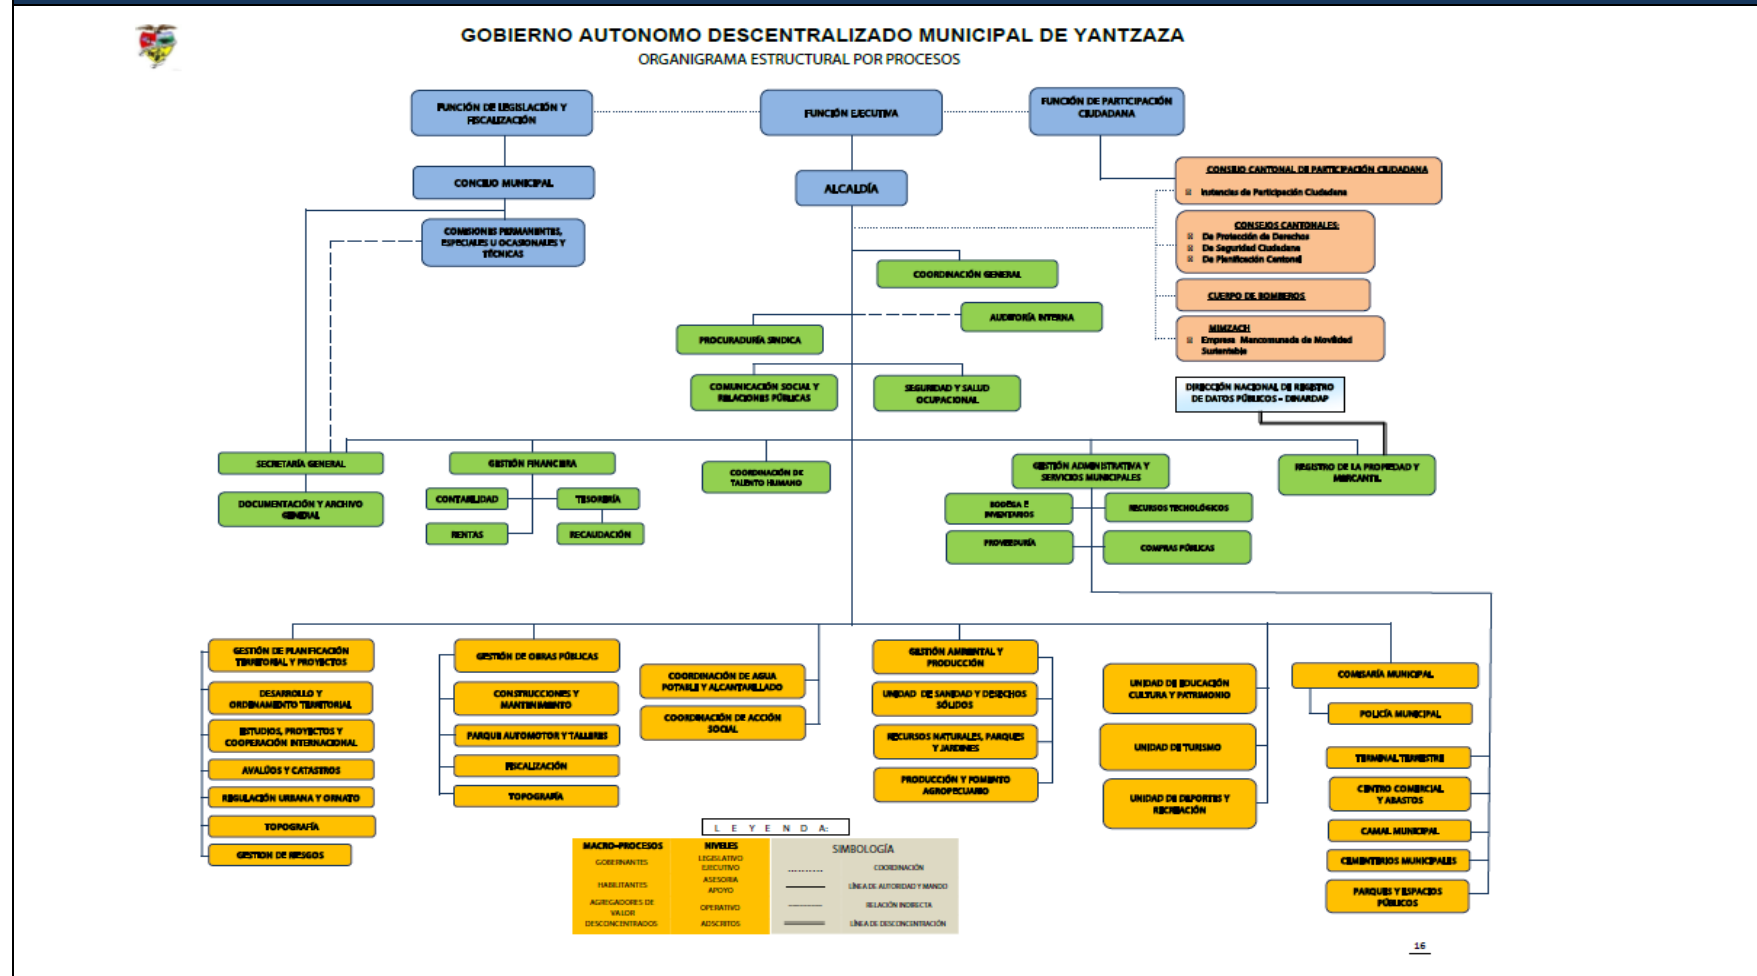 GOBIERNO AUTONOMO DESCENTRALIZADO MUNICIPAL DE YANTZAZA
ORGANIGRAMA ESTRUCTURAL POR PROCESOS
FUNCIÓN DE LEGISLACIÓN Y
FISCALIZACIÓN
FUNCIÓN EJECUTIVA
FUNCIÓN DE PARTICIPACIÓN
CIUDADANA
CONCEJO MUNICIPAL
ALCALDÍA
CONSEJO CANTONAL DE PARTICIPACIÓN CIUDADANA
Instancias de Participación Ciudadana
COMISIONES PERMANENTES,
ESPECIALES U OCASIONALES Y
TÉCNICAS
CONSEJOS CANTONALES:
De Protección de Derechos
De Seguridad Ciudadana
De Planificación Cantonal
COORDINACIÓN GENERAL
CUERPO DE BOMBEROS
AUDITORÍA INTERNA
PROCURADURÍA SINDICA
MIMZACH
Empresa Mancomunada de Movilidad
Sustentable
COMUNICACIÓN SOCIAL Y
RELACIONES PÚBLICAS
SEGURIDAD Y SALUD
OCUPACIONAL
DIRECCIÓN NACIONAL DE REGISTRO
DE DATOS PÚBLICOS – DINARDAP
SECRETARÍA GENERAL
GESTIÓN FINANCIERA
COORDINACIÓN DE
TALENTO HUMANO
GESTIÓN ADMINISTRATIVA Y
SERVICIOS MUNICIPALES
REGISTRO DE LA PROPIEDAD Y
MERCANTIL
DOCUMENTACIÓN Y ARCHIVO
GENERAL
CONTABILIDAD
TESORERÍA
RENTAS
RECAUDACIÓN
BODEGA E
INVENTARIOS
RECURSOS TECNOLÓGICOS
PROVEEDURÍA
COMPRAS PÚBLICAS
GESTIÓN DE PLANIFICACIÓN
TERRITORIAL Y PROYECTOS
DESARROLLO Y
ORDENAMIENTO TERRITORIAL
ESTUDIOS, PROYECTOS Y
COOPERACIÓN INTERNACIONAL
AVALÚOS Y CATASTROS
REGULACIÓN URBANA Y ORNATO
TOPOGRAFÍA
GESTION DE RIESGOS
GESTIÓN DE OBRAS PÚBLICAS
CONSTRUCCIONES Y
MANTENIMIENTO
PARQUE AUTOMOTOR Y TALLERES
FISCALIZACIÓN
TOPOGRAFÍA
COORDINACIÓN DE AGUA
POTABLE Y ALCANTARILLADO
COORDINACIÓN DE ACCIÓN
SOCIAL
GESTIÓN AMBIENTAL Y
PRODUCCIÓN
UNIDAD DE SANIDAD Y DESECHOS
SÓLIDOS
RECURSOS NATURALES, PARQUES
Y JARDINES
PRODUCCIÓN Y FOMENTO
AGROPECUARIO
UNIDAD DE EDUCACIÓN
CULTURA Y PATRIMONIO
UNIDAD DE TURISMO
UNIDAD DE DEPORTES Y
RECREACIÓN
COMISARÍA MUNICIPAL
POLICÍA MUNICIPAL
TERMINAL TERRESTRE
CENTRO COMERCIAL
Y ABASTOS
CAMAL MUNICIPAL
CEMENTERIOS MUNICIPALES
PARQUES Y ESPACIOS
PÚBLICOS
L E Y E N D A:
MACRO-PROCESOS
NIVELES
SIMBOLOGÍA
GOBERNANTES
LEGISLATIVO
EJECUTIVO
COORDINACIÓN
HABILITANTES
ASESORIA
APOYO
LÍNEA DE AUTORIDAD Y MANDO
AGREGADORES DE
VALOR
OPERATIVO
RELACIÓN INDIRECTA
DESCONCENTRADOS
ADSCRITOS
LÍNEA DE DESCONCENTRACIÓN
16